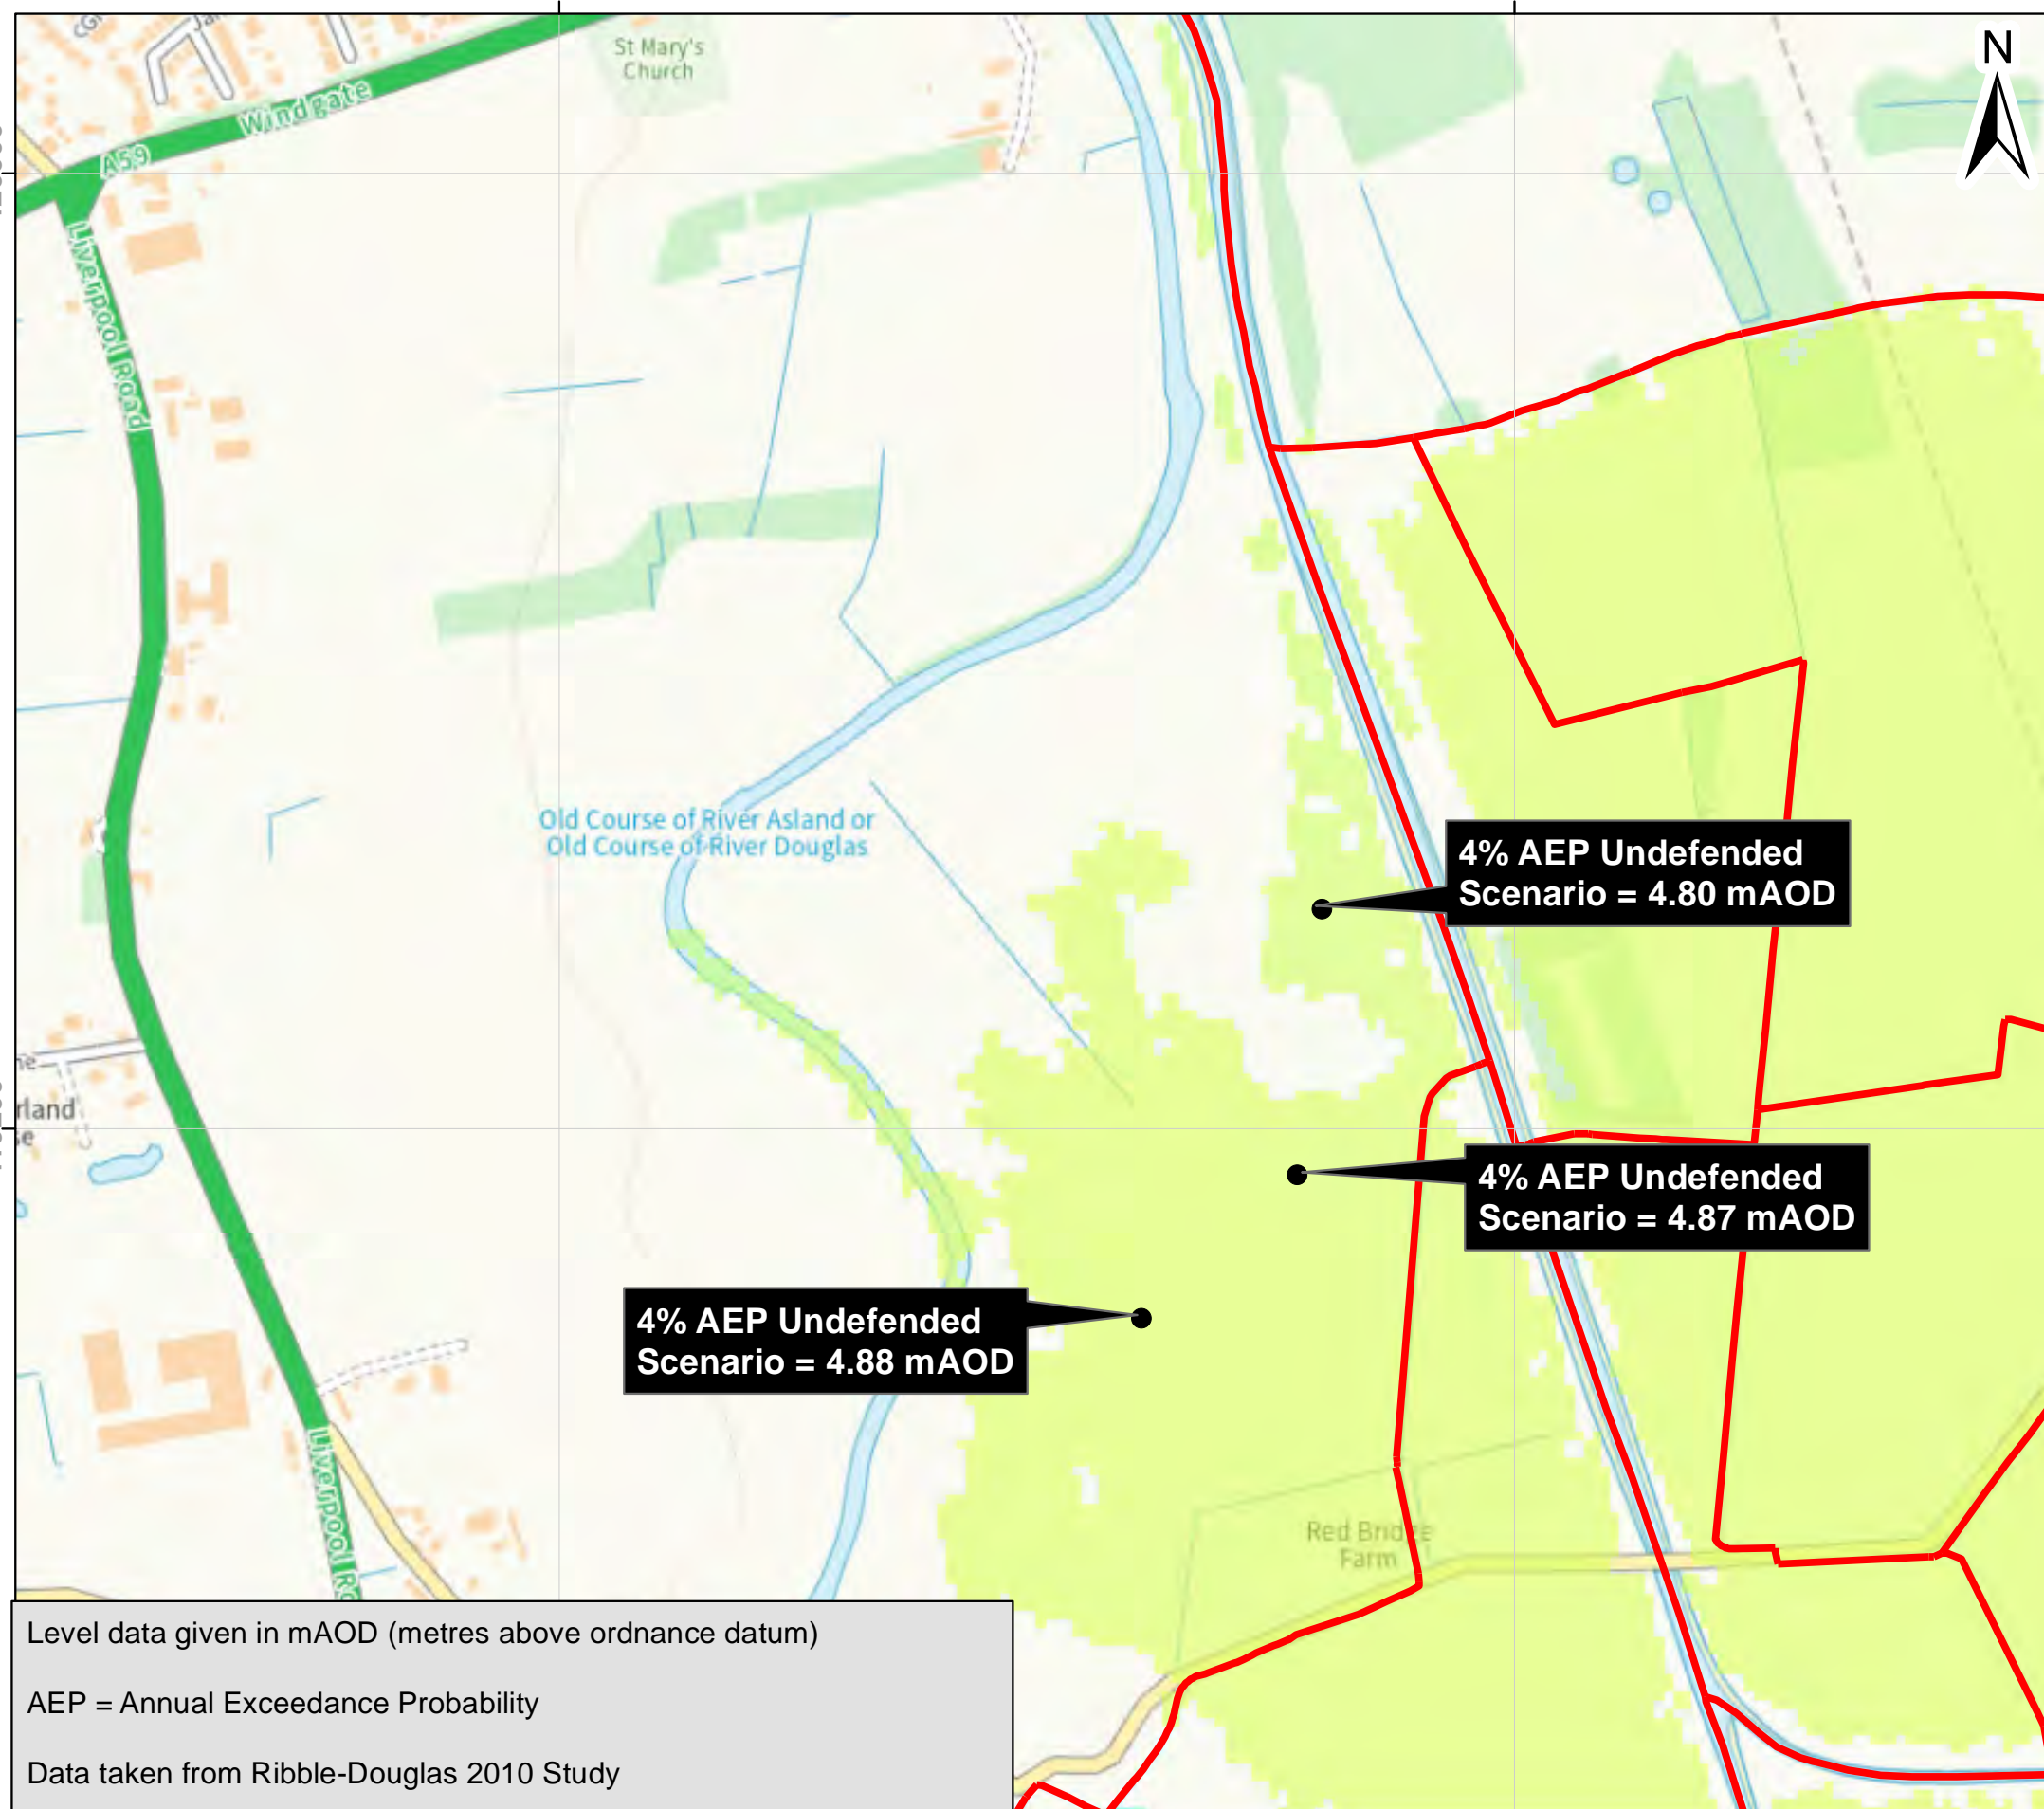 St Mary's
Church
N
Windgate
A59
Liverpool Road
Old Course of River Asland or
Old Course of River Douglas
4% AEP Undefended
Scenario = 4.80 mAOD
4% AEP Undefended
Scenario = 4.87 mAOD
4% AEP Undefended
Scenario = 4.88 mAOD
rland
Liverpool Ro
Red Bridge
Farm
Level data given in mAOD (metres above ordnance datum)
AEP = Annual Exceedance Probability
Data taken from Ribble-Douglas 2010 Study